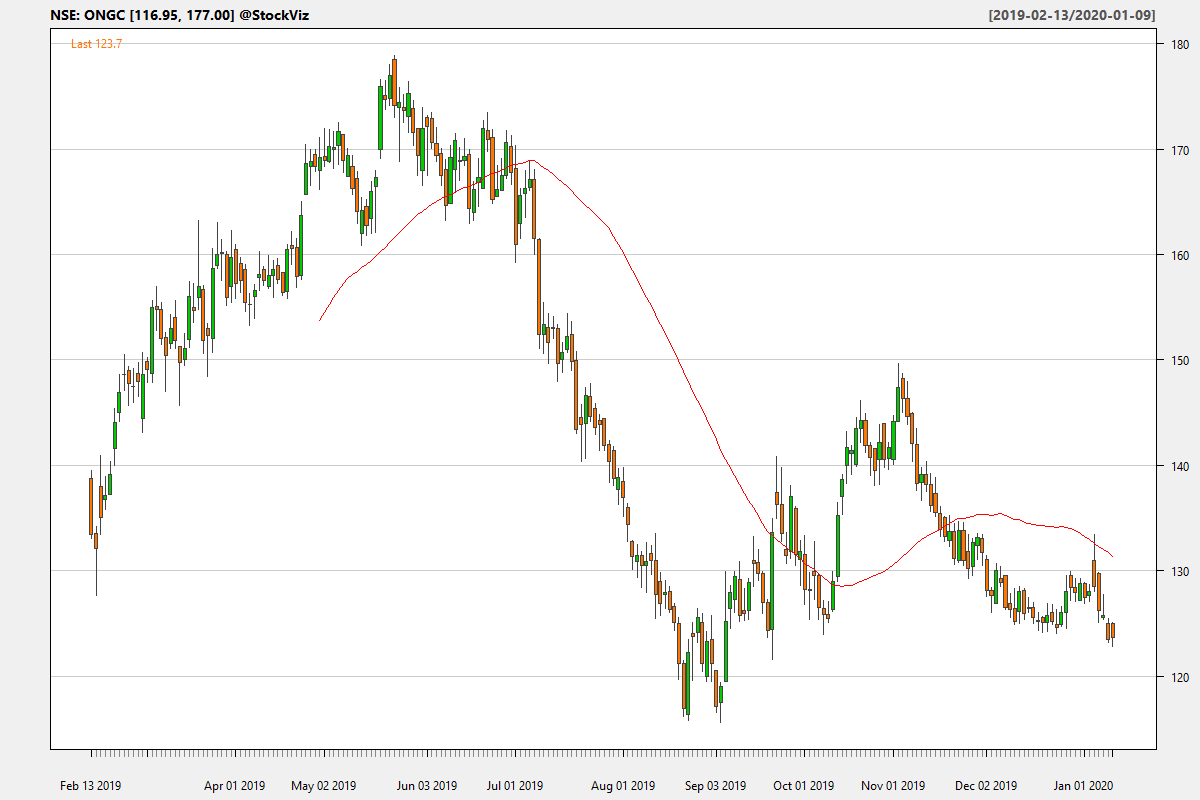 NSE: ONGC [116.95, 177.00] @StockViz
[2019-02-13/2020-01-09]
Last 123.7
180
170
160
150
140
130
120
Feb 13 2019
Apr 01 2019
May 02 2019
Jun 03 2019
Jul 01 2019
Aug 01 2019
Sep 03 2019
Oct 01 2019
Nov 01 2019
Dec 02 2019
Jan 01 2020